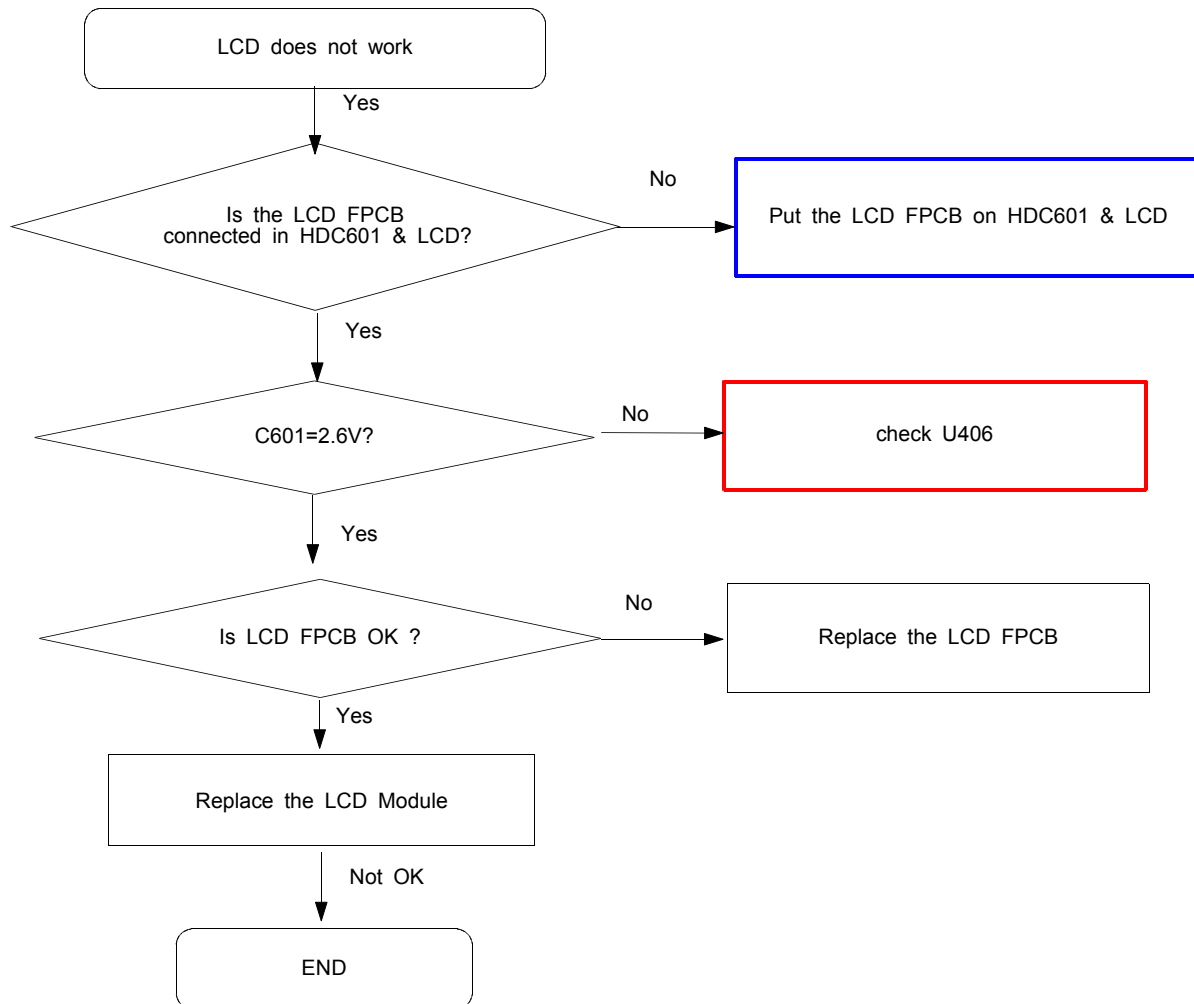 LCD does not work
Yes
Is the LCD FPCB
connected in HDC601 & LCD?
No
Put the LCD FPCB on HDC601 & LCD
Yes
C601=2.6V?
No
check U406
Yes
Is LCD FPCB OK ?
No
Replace the LCD FPCB
Yes
Replace the LCD Module
Not OK
END